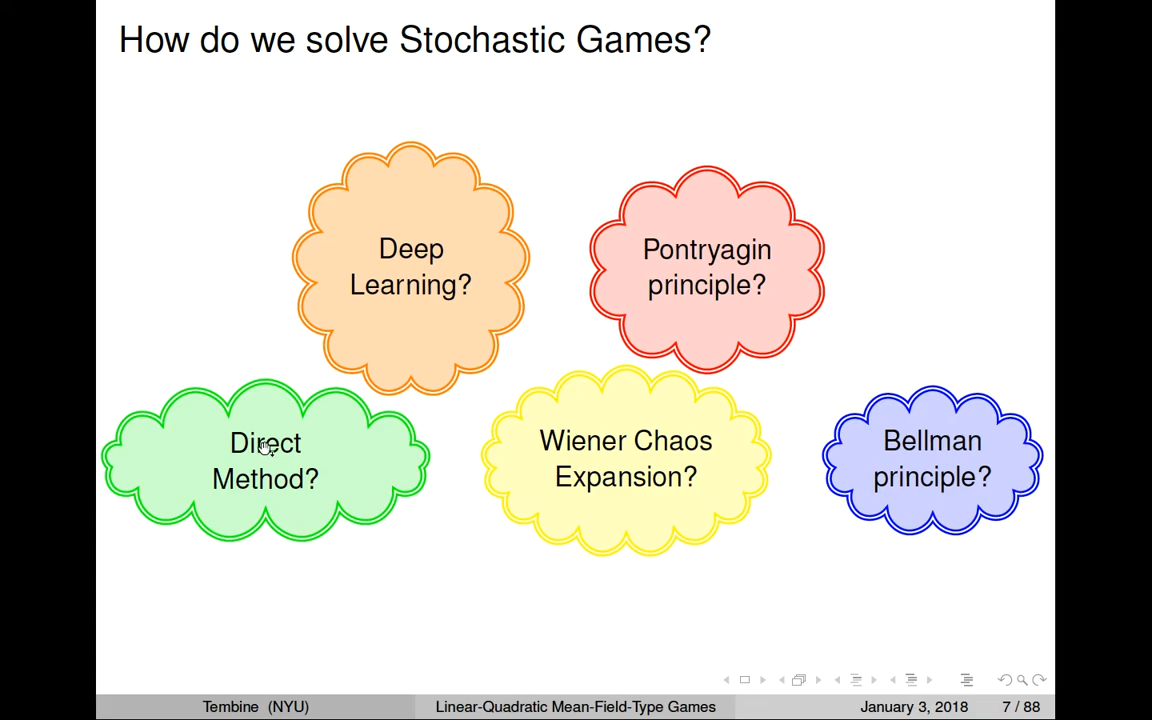 How do we solve Stochastic Games?
Deep
Learning?
Pontryagin
principle?
Direct
Method?
Wiener Chaos
Expansion?
Bellman
principle?
Tembine (NYU)
Linear-Quadratic Mean-Field-Type Games
January 3, 2018
7 / 88